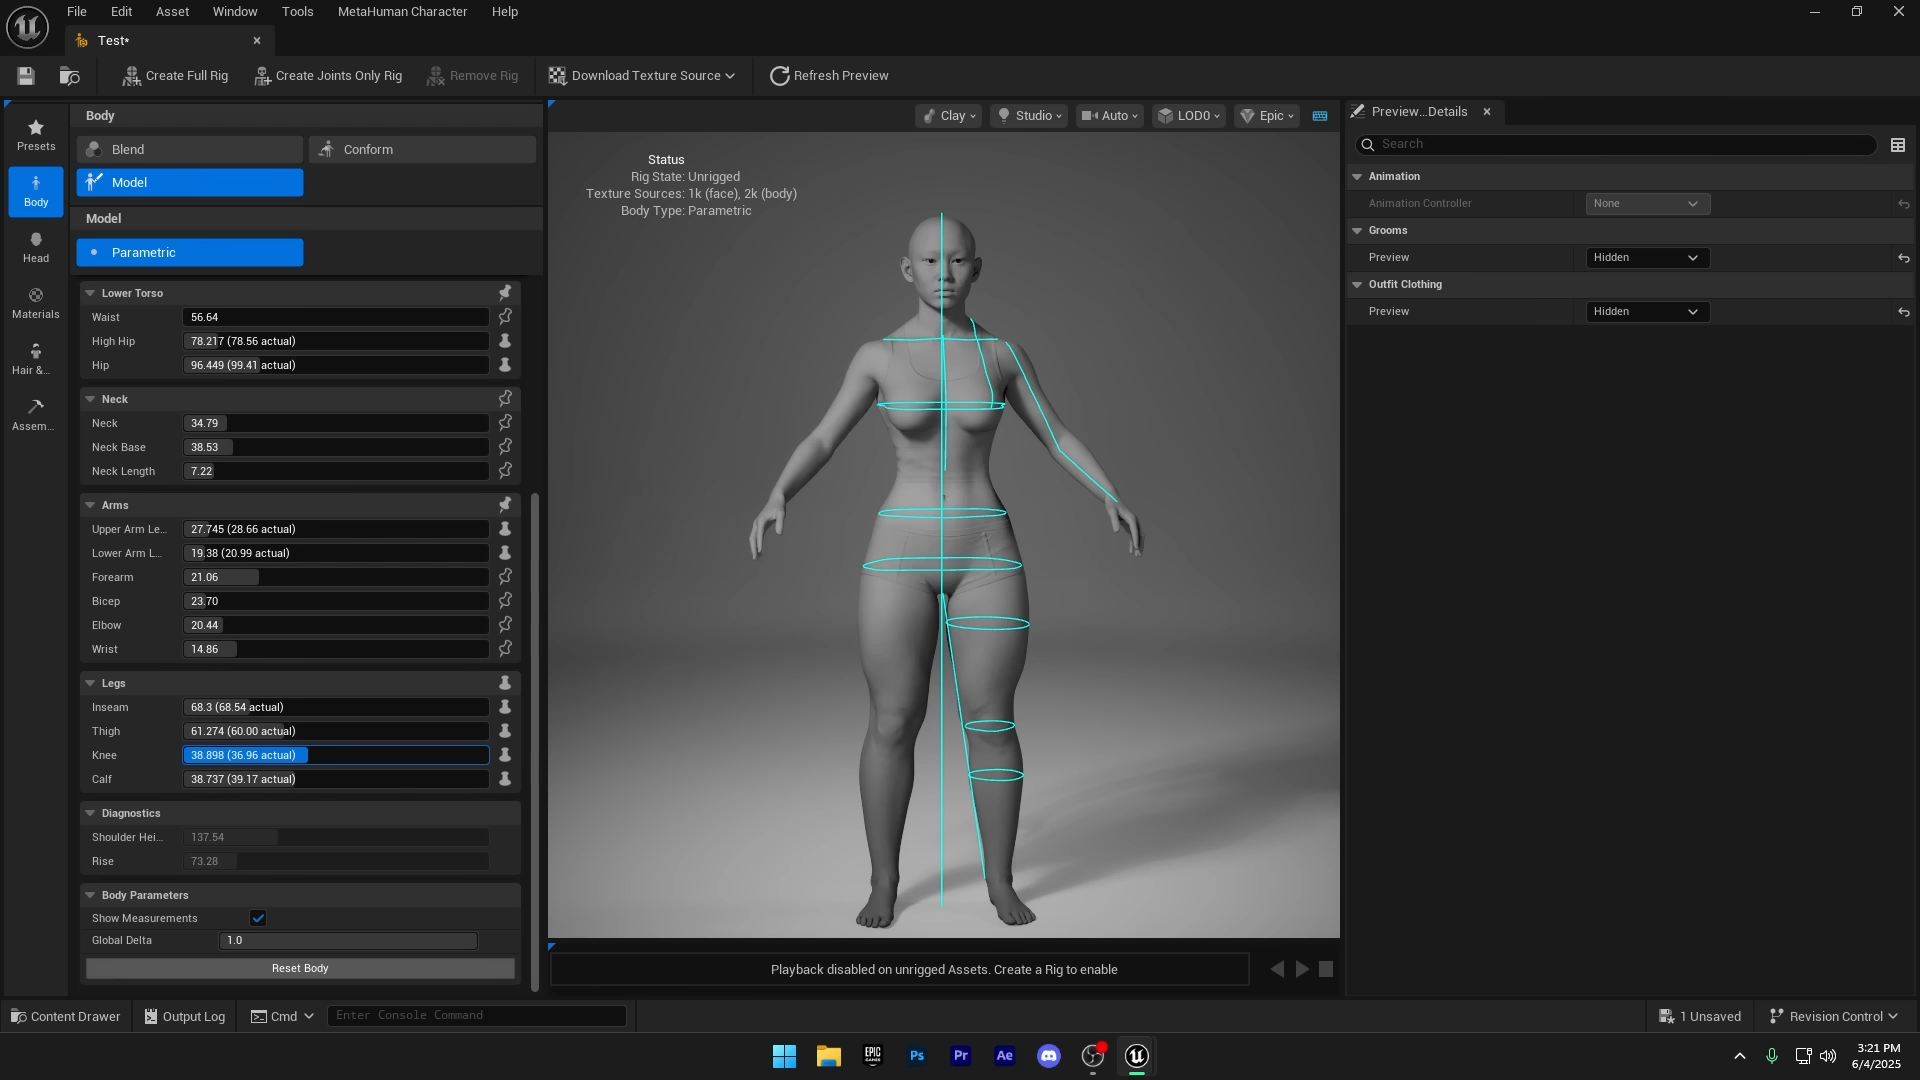 File Edit Asset Window Tools MetaHuman Character Help
Test*
Create Full Rig Create Joints Only Rig Remove Rig Download Texture Source Refresh Preview
Presets
Body
Head
Materials
Hair &...
Assem...
Body
Blend Conform
Model
Model
Parametric
Lower Torso
Waist 56.64
High Hip 78.217 (78.56 actual)
Hip 96.449 (99.41 actual)
Neck
Neck 34.79
Neck Base 38.53
Neck Length 7.22
Arms
Upper Arm Le... 27.745 (28.66 actual)
Lower Arm L... 19.38 (20.99 actual)
Forearm 21.06
Bicep 23.70
Elbow 20.44
Wrist 14.86
Legs
Inseam 68.3 (68.54 actual)
Thigh 61.274 (60.00 actual)
Knee 38.898 (36.96 actual)
Calf 38.737 (39.17 actual)
Diagnostics
Shoulder Hei... 137.54
Rise 73.28
Body Parameters
Show Measurements
Global Delta 1.0
Reset Body
Clay Studio Auto LOD0 Epic
Status
Rig State: Unrigged
Texture Sources: 1k (face), 2k (body)
Body Type: Parametric
Playback disabled on unrigged Assets. Create a Rig to enable
Preview...Details
Search
Animation
Animation Controller None
Grooms
Preview Hidden
Outfit Clothing
Preview Hidden
Content Drawer Output Log Cmd Enter Console Command 1 Unsaved Revision Control
EPIC GAMES Ps Pr Ae
3:21 PM
6/4/2025